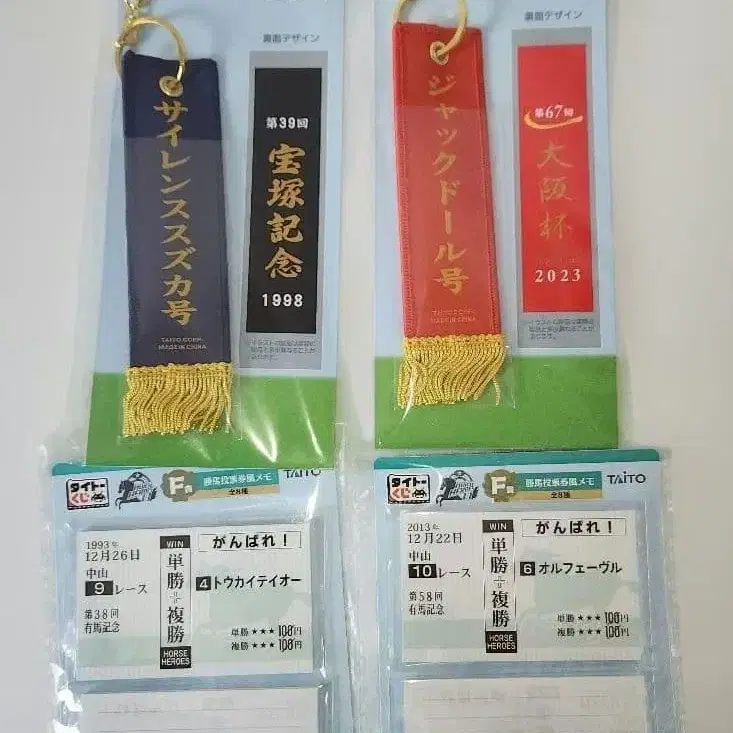 裏面デザイン
サイレンススズカ号
TAITO CORP.
MADE IN CHINA
第39回
宝塚記念
1998
裏面デザイン
ジャックドール号
TAITO CORP.
MADE IN CHINA
第67回
大阪杯
2023
タイトー
くじ
F賞
勝馬投票券風メモ
全8種
TAITO
1993年
12月26日
中山
9レース
第38回
有馬記念
WIN
単勝+複勝
HORSE
HEROES
がんばれ!
4トウカイテイオー
単勝★★★100円
複勝★★★100円
タイトー
くじ
F賞
勝馬投票券風メモ
全8種
TAITO
2013年
12月22日
中山
10レース
第58回
有馬記念
WIN
単勝+複勝
HORSE
HEROES
がんばれ!
6オルフェーヴル
単勝★★★100円
複勝★★★100円